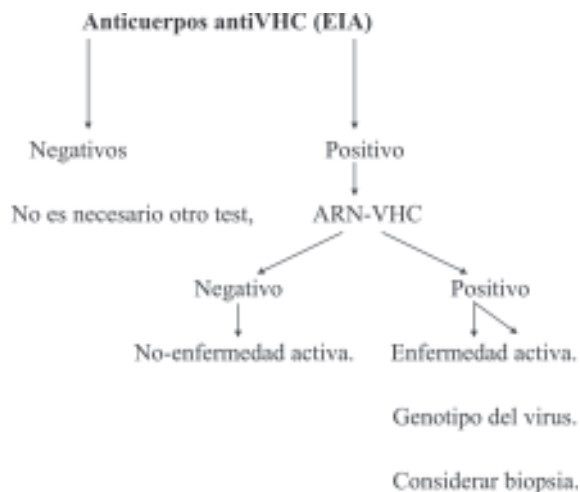 Anticuerpos antiVHC (EIA)
Negativos
Positivo
No es necesario otro test,
ARN-VHC
Negativo
Positivo
No-enfermedad activa.
Enfermedad activa.
Genotipo del virus.
Considerar biopsia.